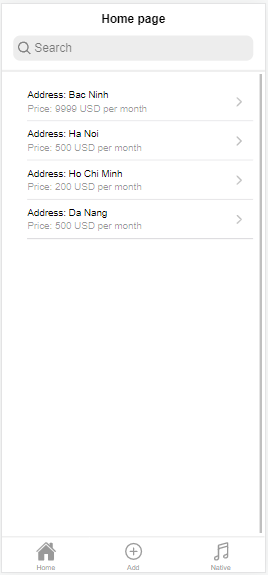 Home page
Search
Address: Bac Ninh
Price: 9999 USD per month
Address: Ha Noi
Price: 500 USD per month
Address: Ho Chi Minh
Price: 200 USD per month
Address: Da Nang
Price: 500 USD per month
Home
Add
Native